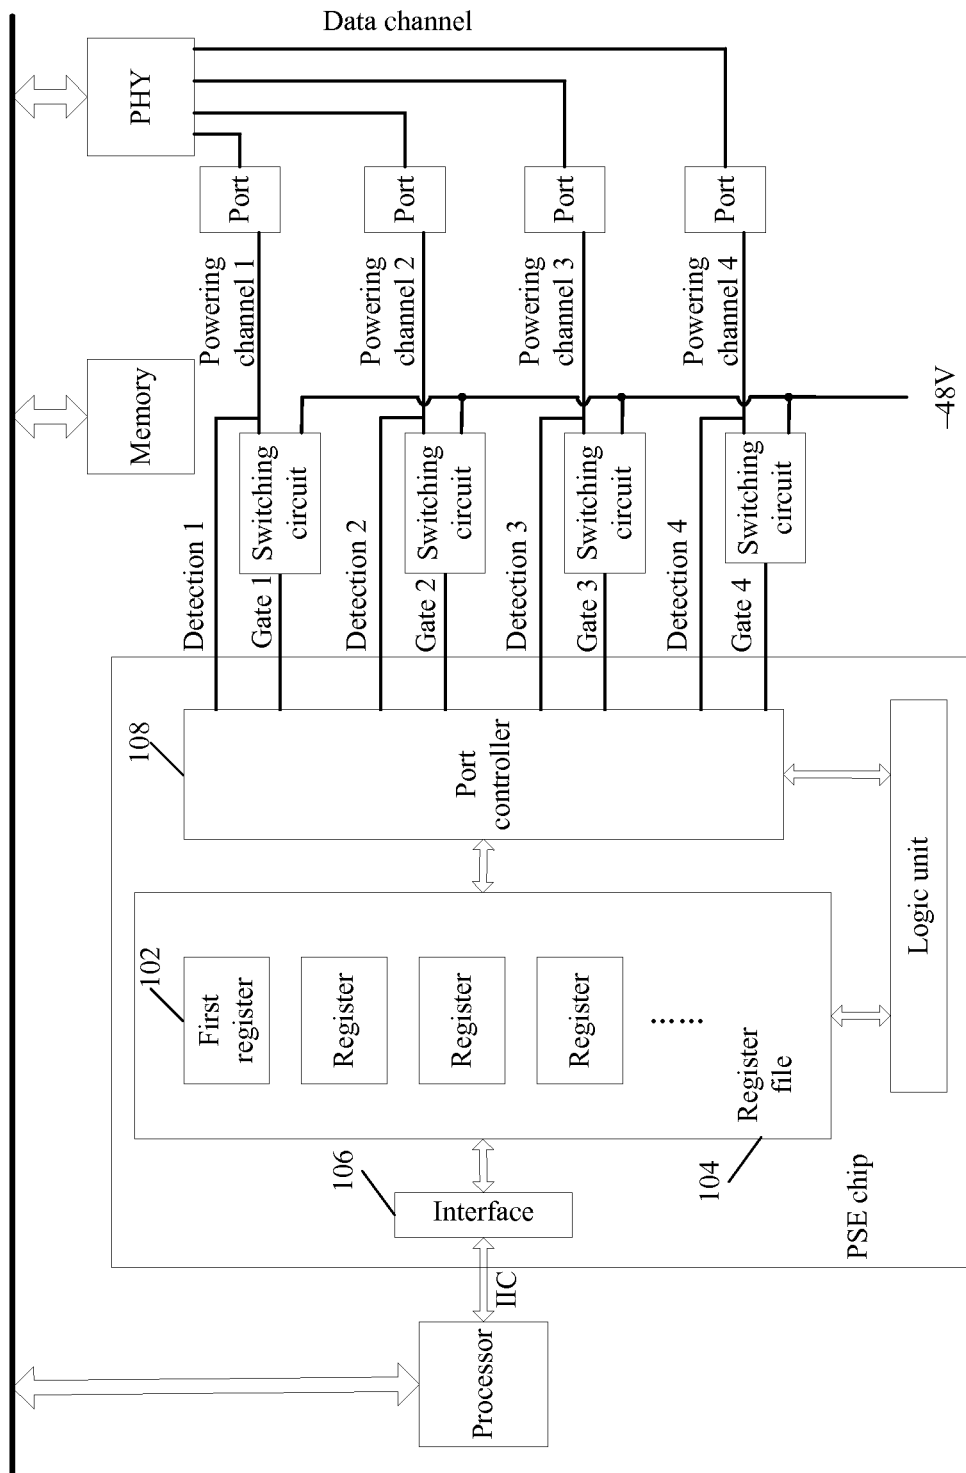 Data channel
PHY
Port
Port
Port
Port
Powering
channel 1
Powering
channel 2
Powering
channel 3
Powering
channel 4
Memory
–48V
Switching
circuit
Switching
circuit
Switching
circuit
Switching
circuit
Detection 1
Gate 1
Detection 2
Gate 2
Detection 3
Gate 3
Detection 4
Gate 4
108
Port
controller
Logic unit
102
First
register
Register
Register
Register
……
Register
file
104
106
Interface
PSE chip
IIC
Processor